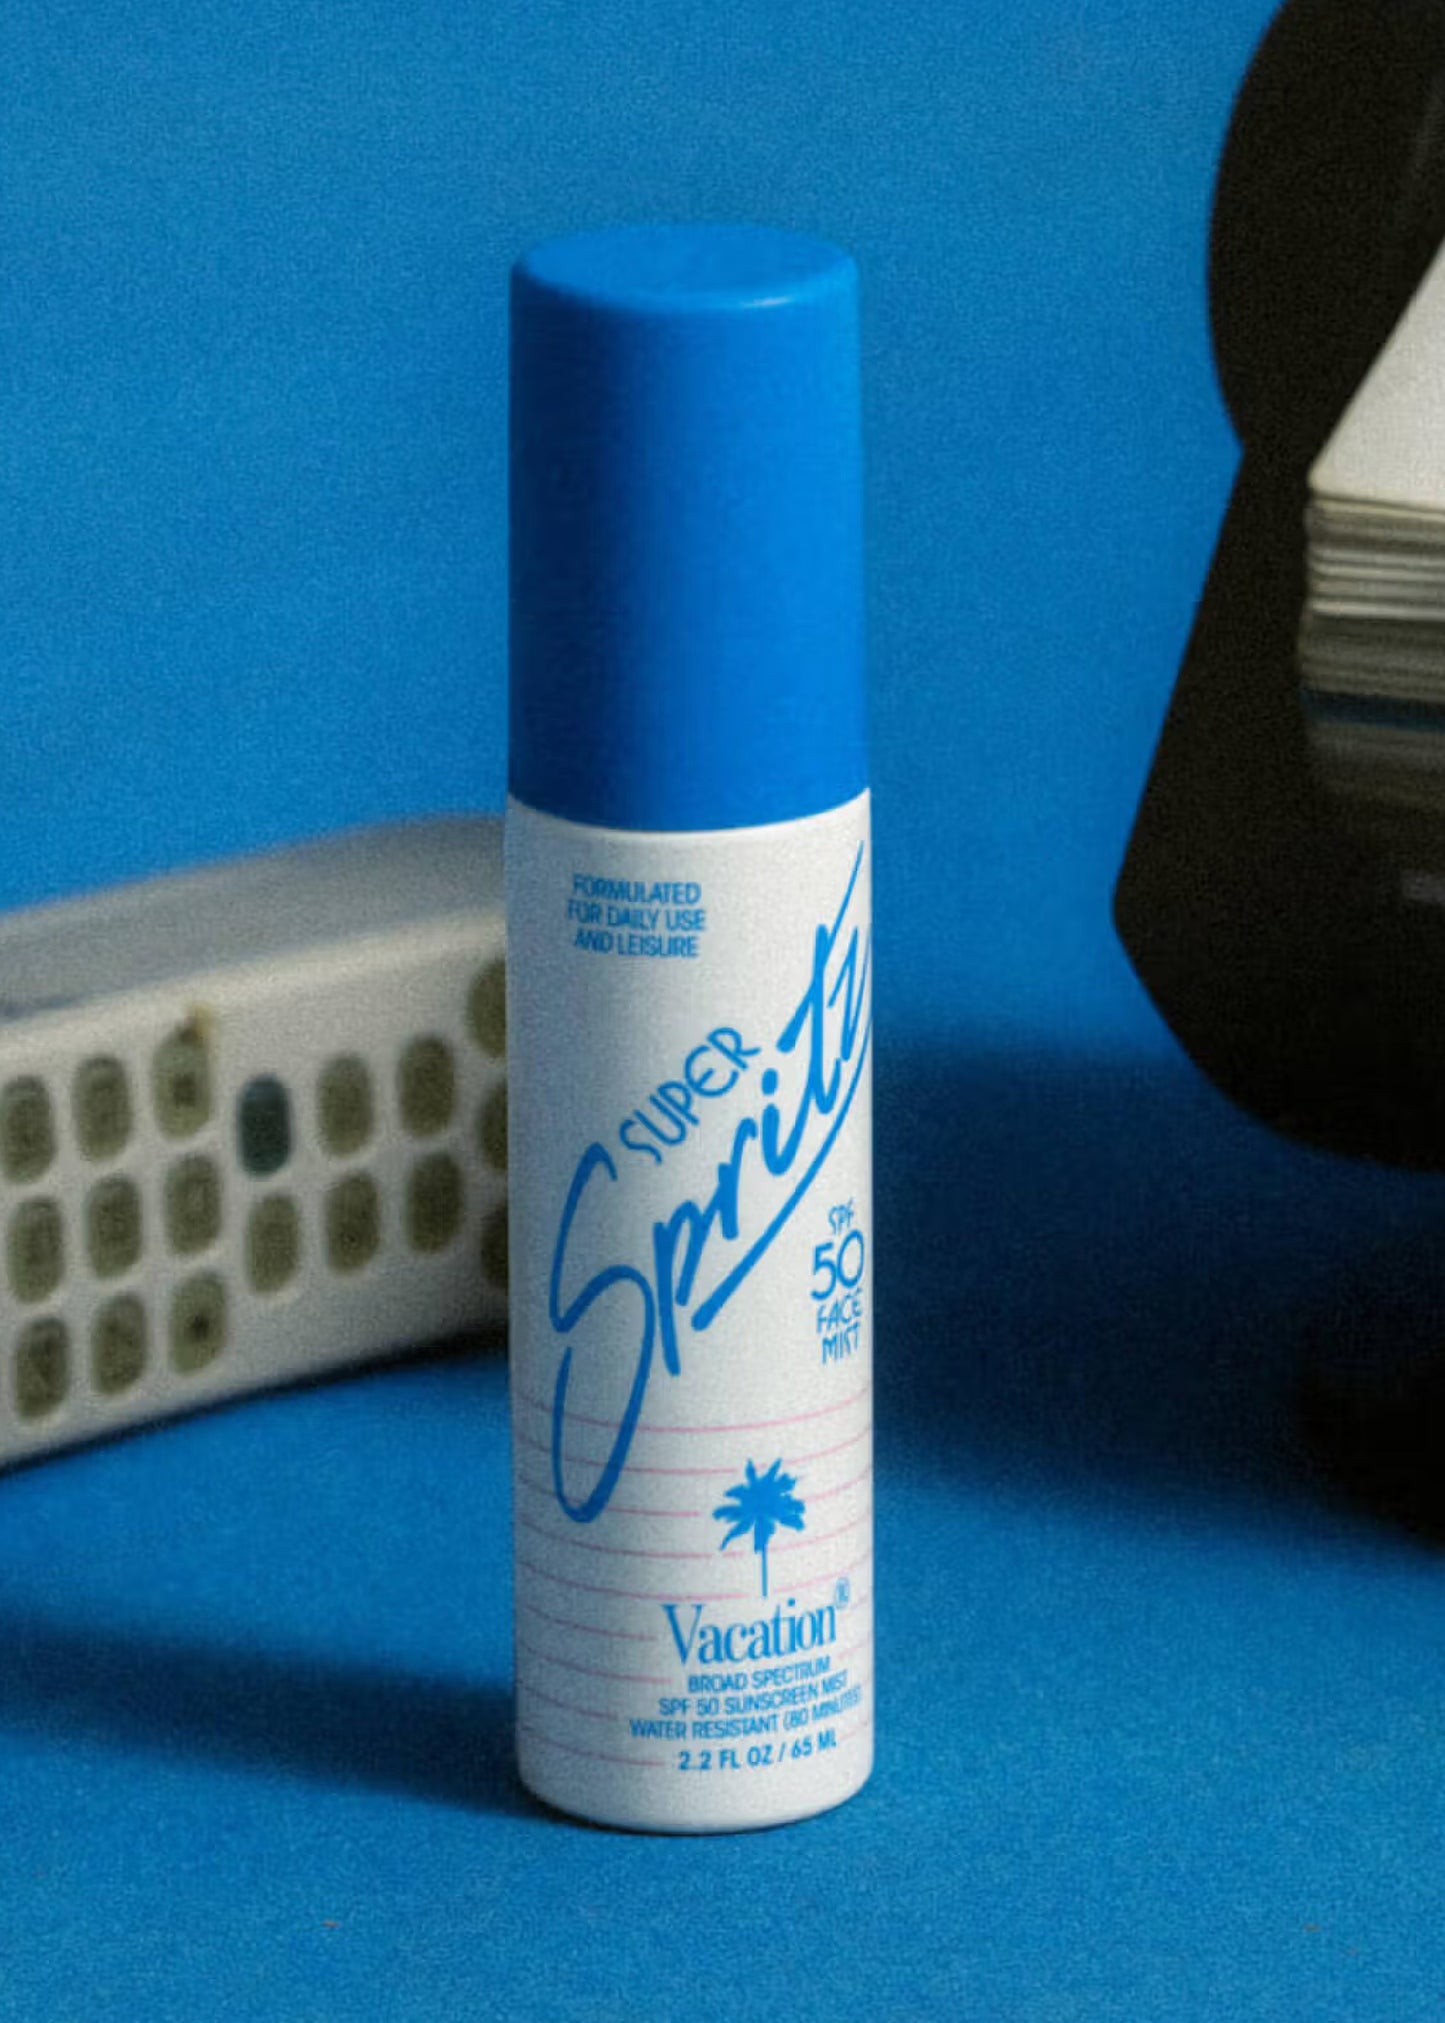 FORMULATED
FOR DAILY USE
AND LEISURE
SUPER
Spritz
SPF
50
FACE
MIST
Vacation®
BROAD SPECTRUM
SPF 50 SUNSCREEN MIST
WATER RESISTANT (80 MINUTES)
2.2 FL OZ / 65 ML